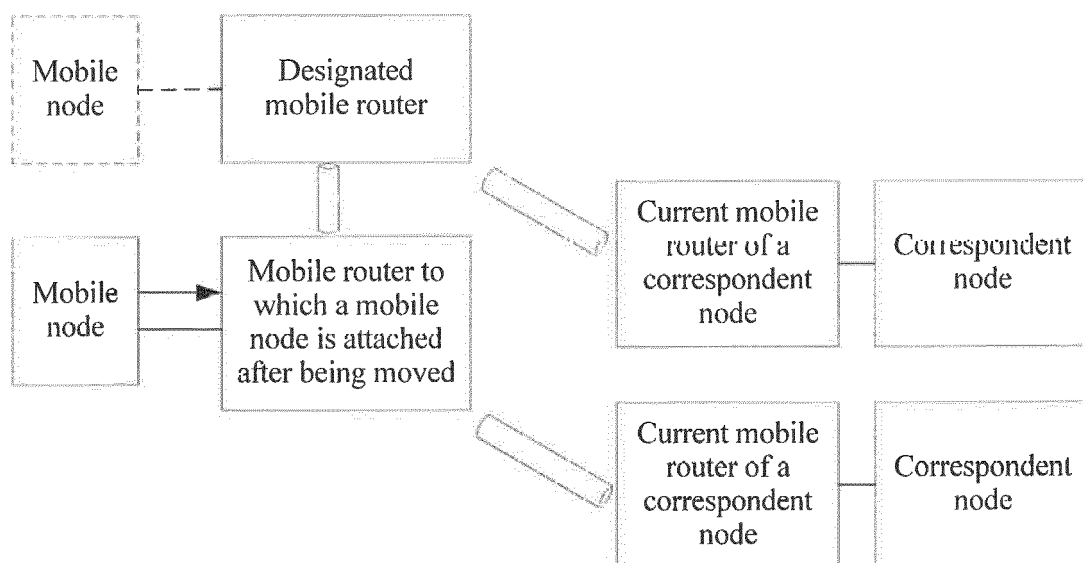 Mobile
node
Designated
mobile router
Mobile
node
Mobile router to
which a mobile
node is attached
after being moved
Current mobile
router of a
correspondent
node
Correspondent
node
Current mobile
router of a
correspondent
node
Correspondent
node